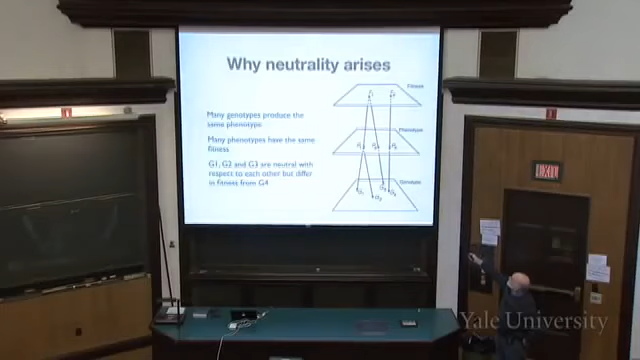 Why neutrality arises
Fitness
Many genotypes produce the
same phenotype
Phenotype
Many phenotypes have the same
fitness
G1, G2 and G3 are neutral with
respect to each other but differ
in fitness from G4
Genotype
EXIT
Yale University